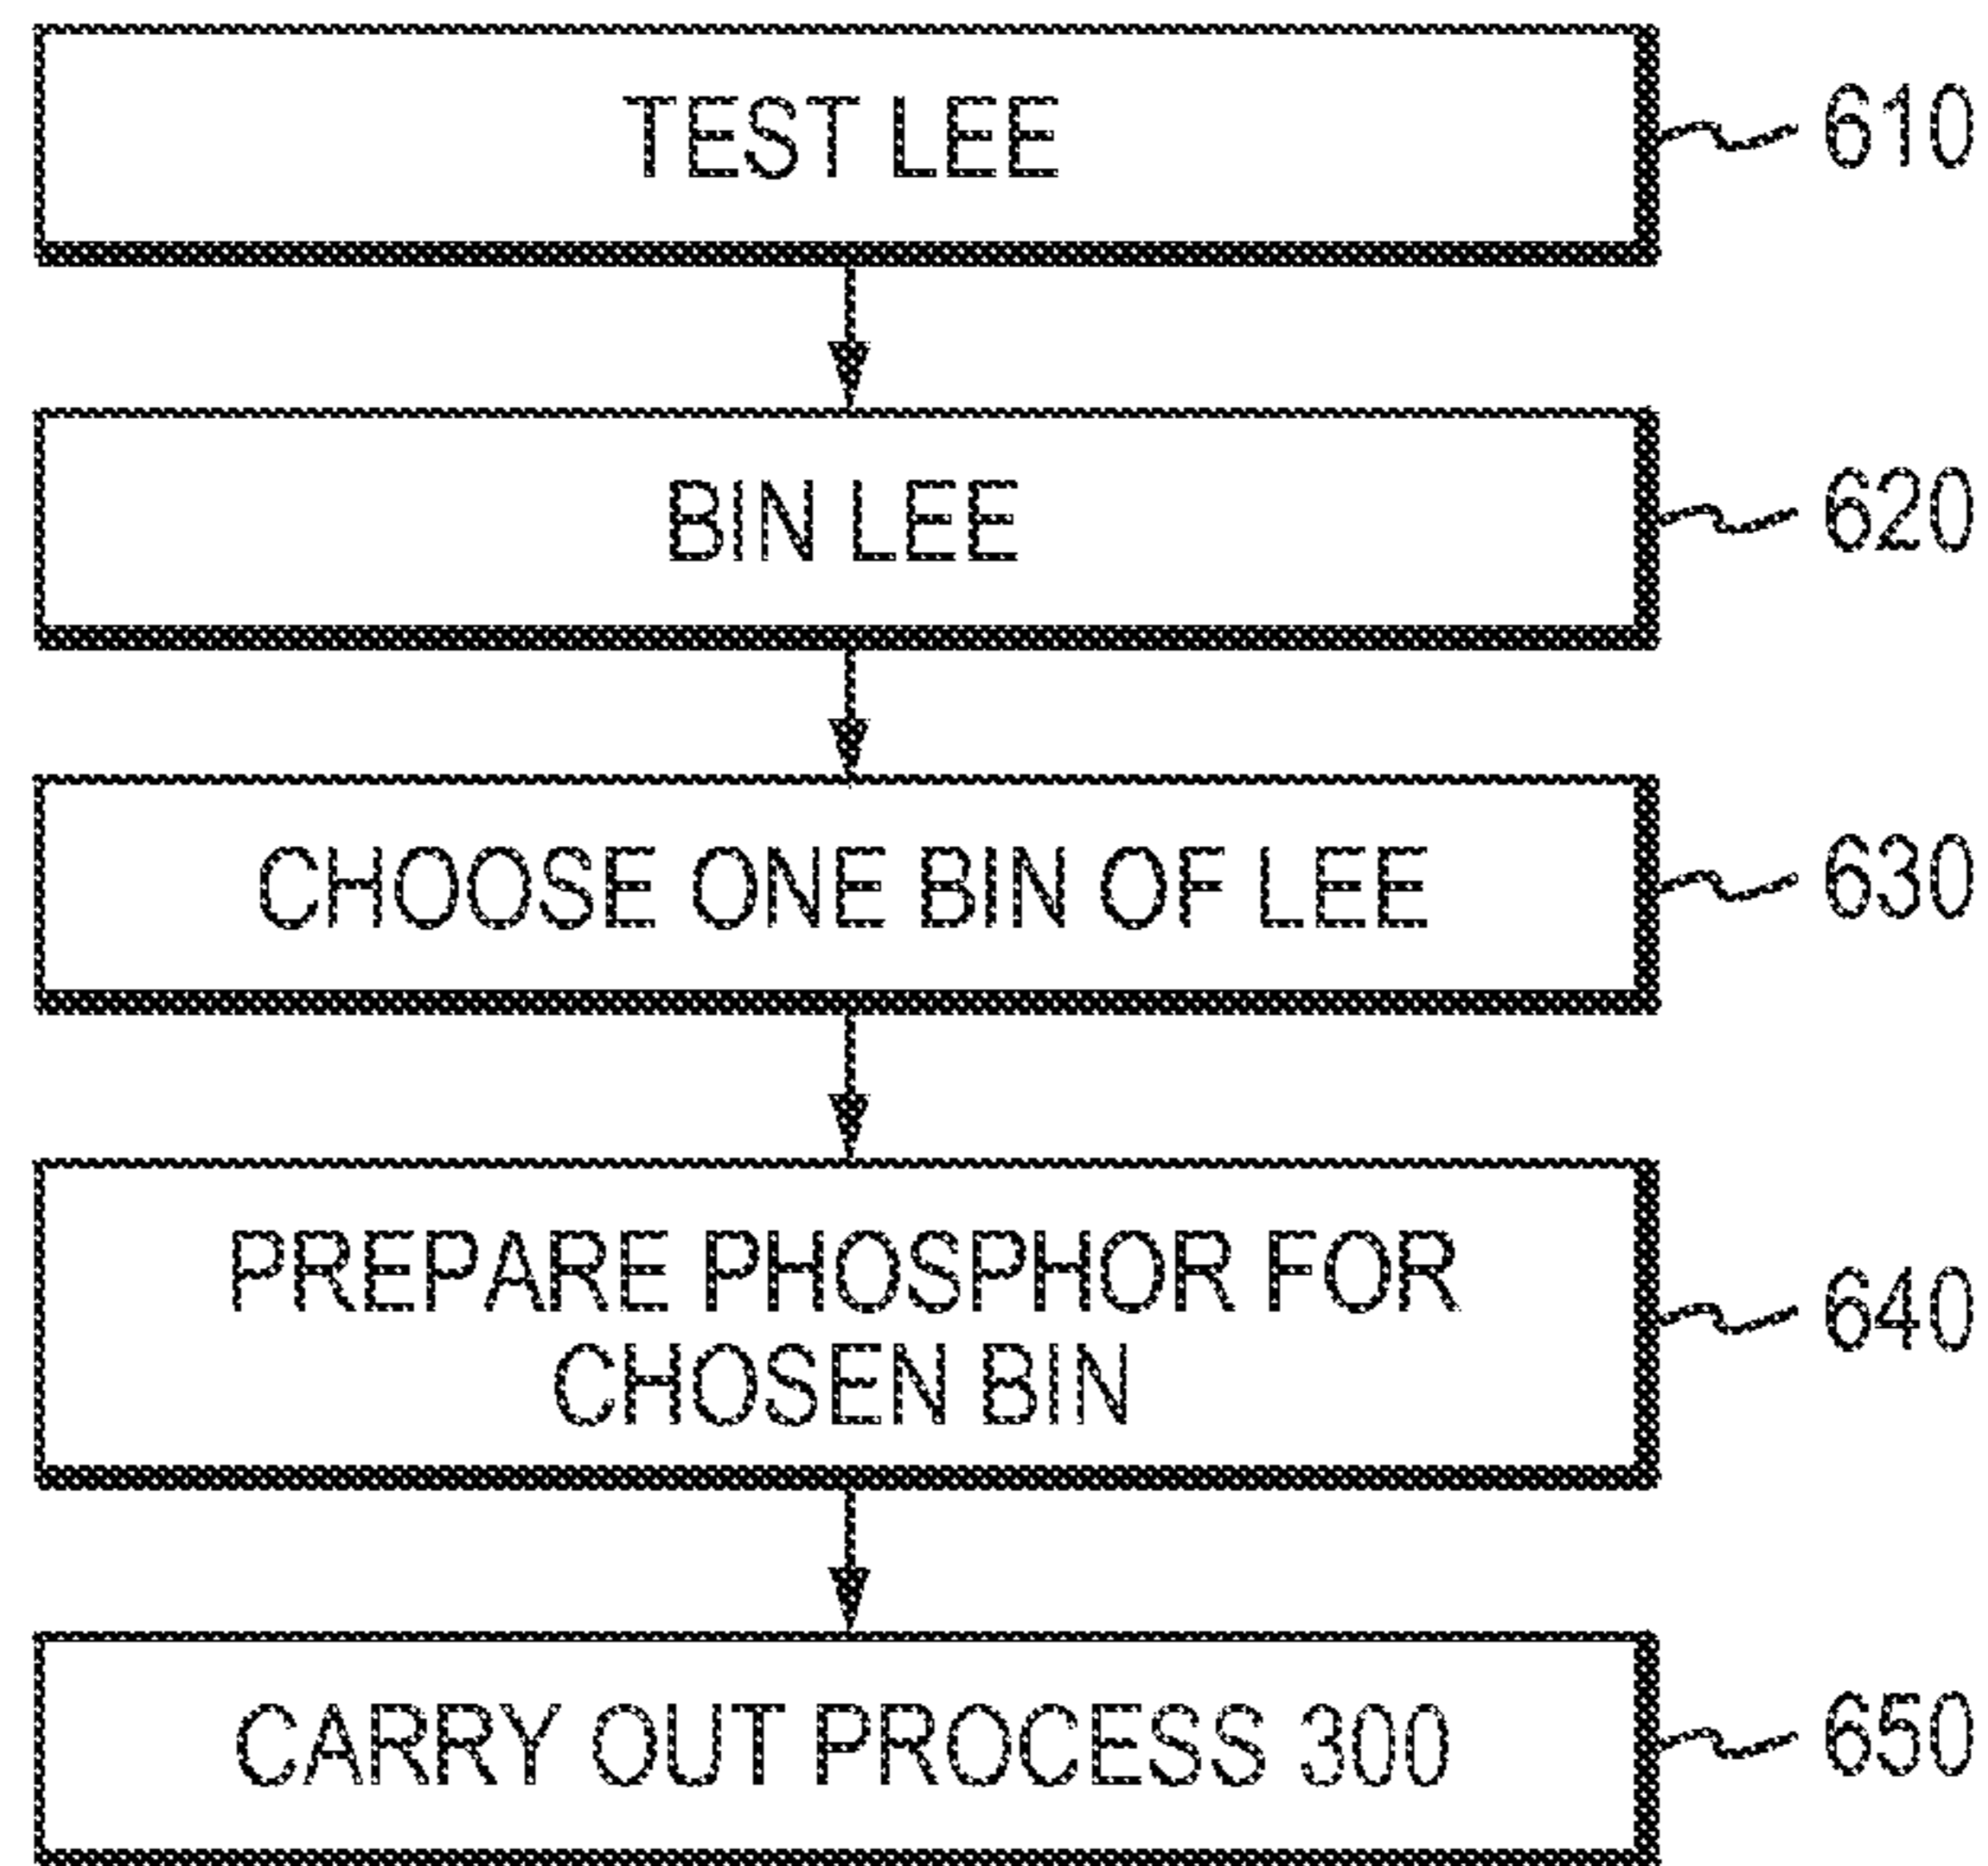 TEST LEE
610
BIN LEE
620
CHOOSE ONE BIN OF LEE
630
PREPARE PHOSPHOR FOR
CHOSEN BIN
640
CARRY OUT PROCESS 300
650